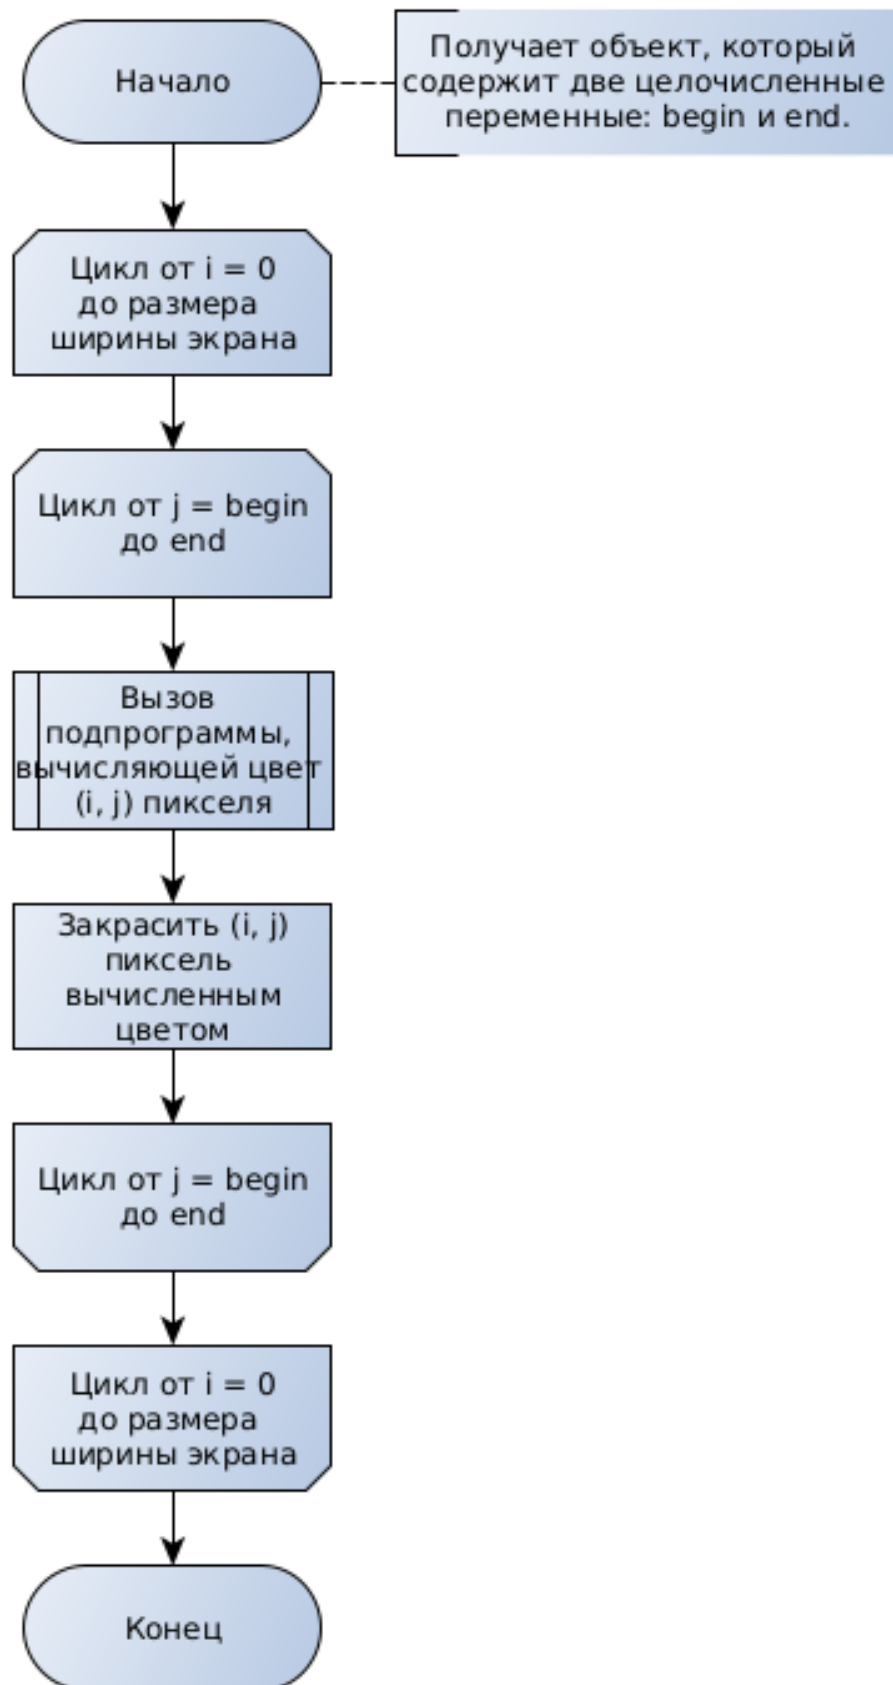 Начало
Получает объект, который
содержит две целочисленные
переменные: begin и end.
Цикл от i = 0
до размера
ширины экрана
Цикл от j = begin
до end
Вызов
подпрограммы,
вычисляющей цвет
(i, j) пикселя
Закрасить (i, j)
пиксель
вычисленным
цветом
Цикл от j = begin
до end
Цикл от i = 0
до размера
ширины экрана
Конец